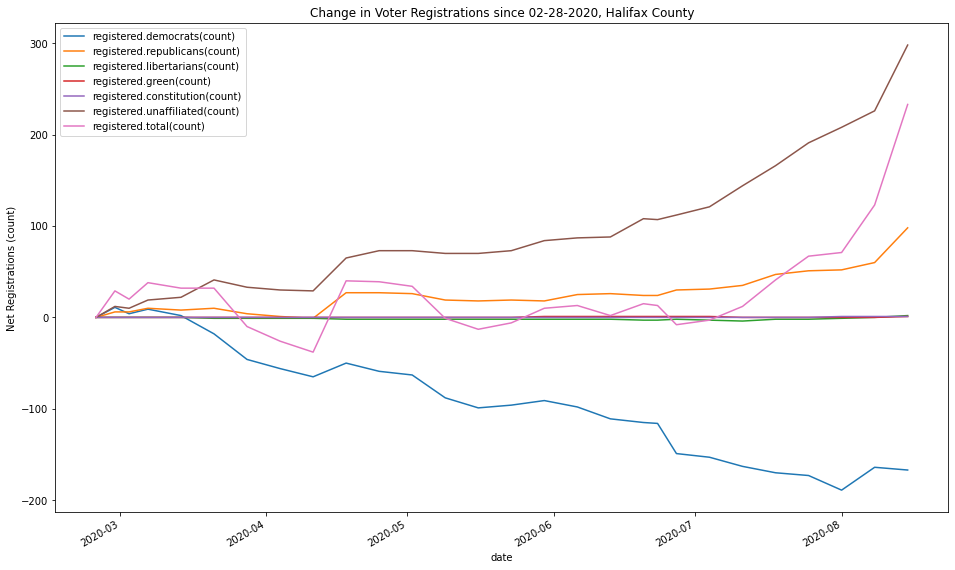 Change in Voter Registrations since 02-28-2020, Halifax County
registered.democrats(count)
registered.republicans(count)
registered.libertarians(count)
registered.green(count)
registered.constitution(count)
registered.unaffiliated(count)
registered.total(count)
Net Registrations (count)
300
200
100
0
−100
−200
2020-03
2020-04
2020-05
2020-06
2020-07
2020-08
date